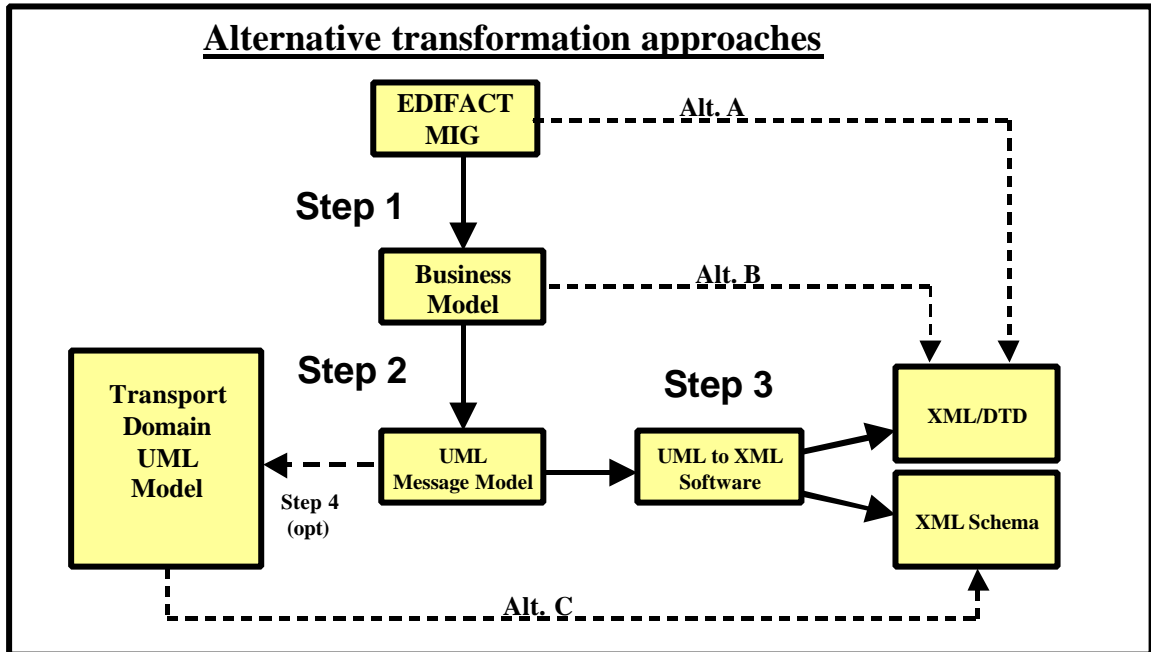 Alternative transformation approaches
EDIFACT
MIG
Alt. A
Step 1
Business
Model
Alt. B
Step 2
Step 3
Transport
Domain
UML
Model
XML/DTD
UML
Message Model
UML to XML
Software
Step 4
(opt)
XML Schema
Alt. C